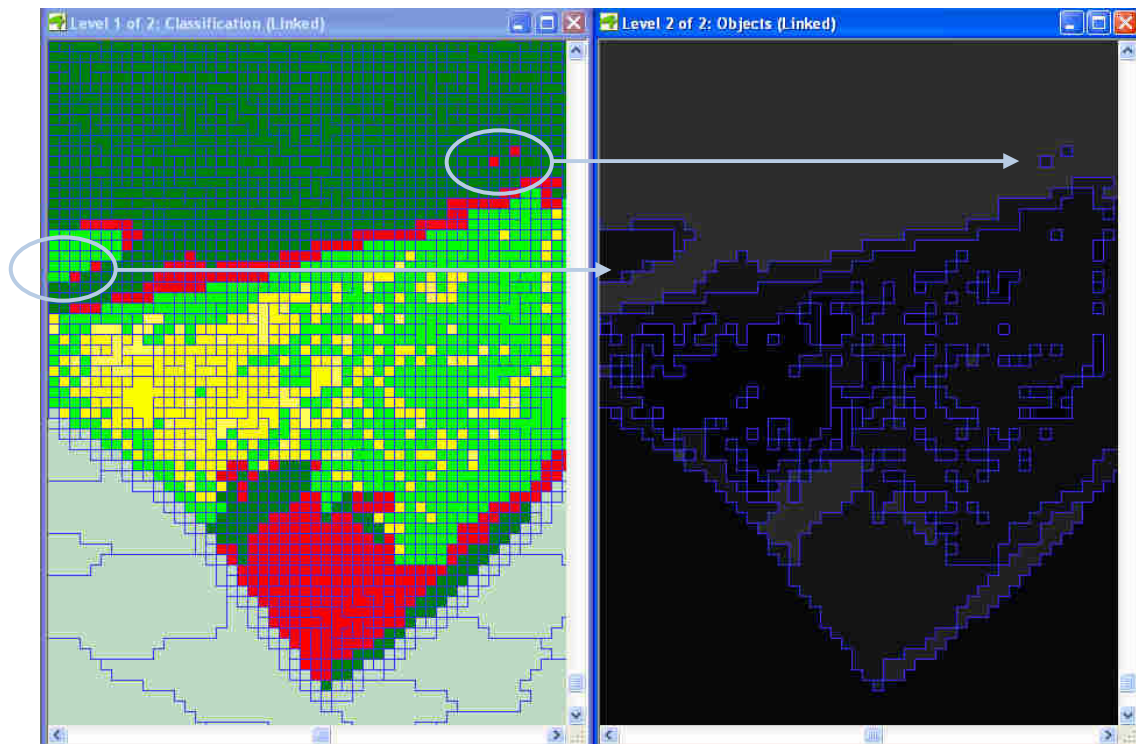 Level 1 of 2: Classification (Linked)
Level 2 of 2: Objects (Linked)